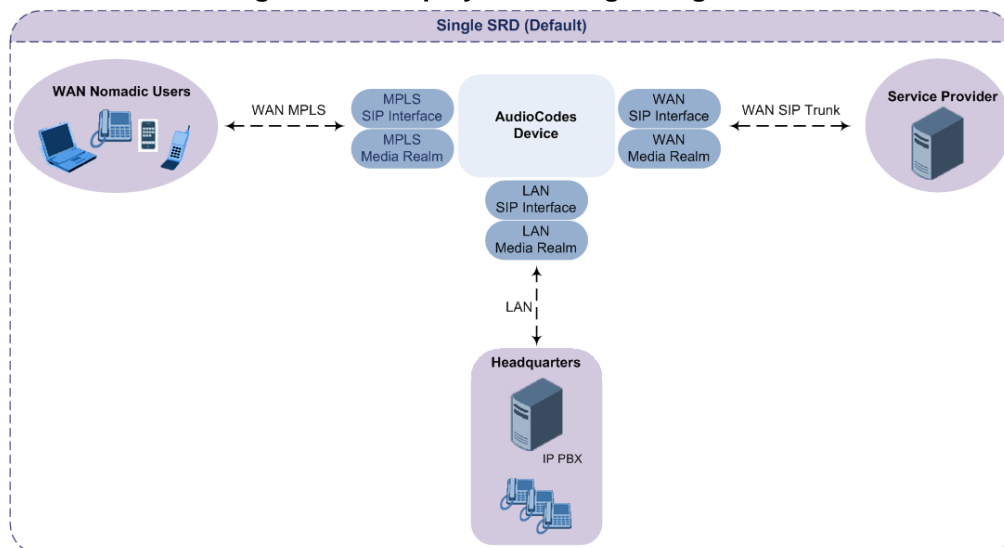 Single SRD (Default)
WAN Nomadic Users
WAN MPLS
MPLS
SIP Interface
MPLS
Media Realm
AudioCodes
Device
WAN
SIP Interface
WAN
Media Realm
WAN SIP Trunk
Service Provider
LAN
SIP Interface
LAN
Media Realm
LAN
Headquarters
IP PBX